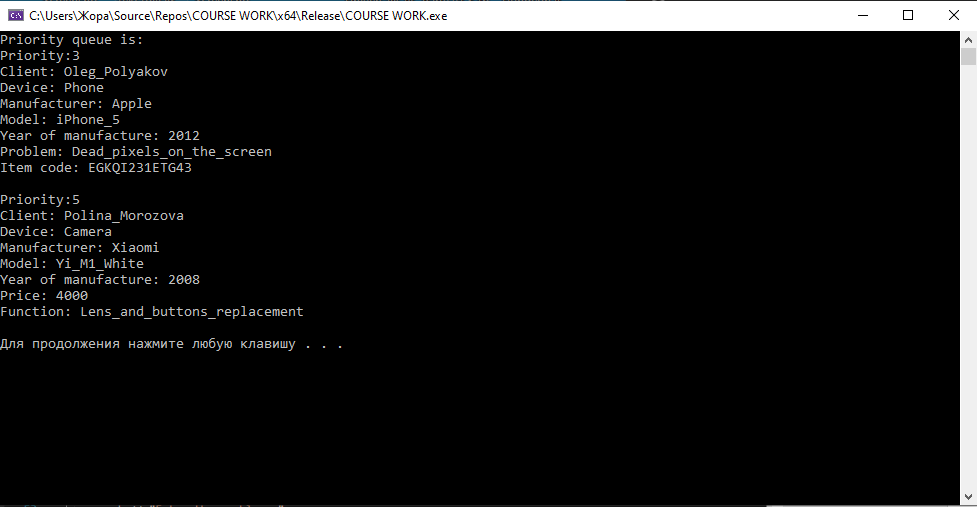 C:\Users\Жора\Source\Repos\COURSE WORK\x64\Release\COURSE WORK.exe
Priority queue is:
Priority:3
Client: Oleg_Polyakov
Device: Phone
Manufacturer: Apple
Model: iPhone_5
Year of manufacture: 2012
Problem: Dead_pixels_on_the_screen
Item code: EGKQI231ETG43
Priority:5
Client: Polina_Morozova
Device: Camera
Manufacturer: Xiaomi
Model: Yi_M1_White
Year of manufacture: 2008
Price: 4000
Function: Lens_and_buttons_replacement
Для продолжения нажмите любую клавишу . . .